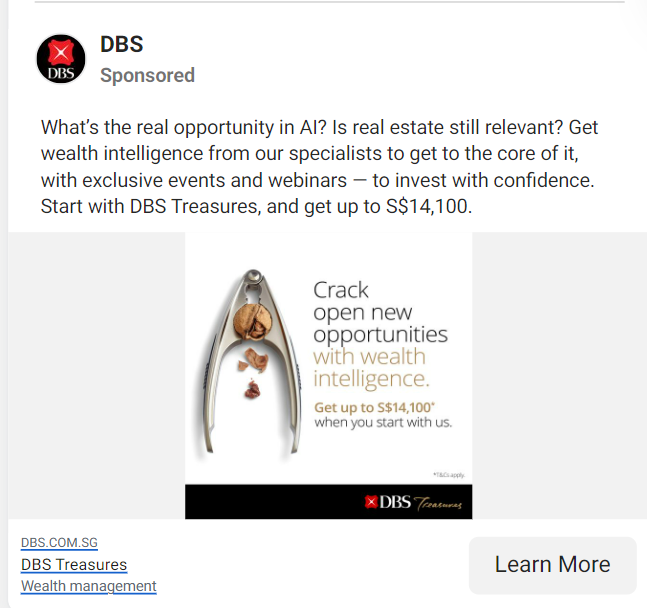 DBS
DBS
Sponsored
What's the real opportunity in AI? Is real estate still relevant? Get
wealth intelligence from our specialists to get to the core of it,
with exclusive events and webinars — to invest with confidence.
Start with DBS Treasures, and get up to S$14,100.
Crack
open new
opportunities
with wealth
intelligence.
Get up to S$14,100*
when you start with us.
*T&Cs apply.
DBS Treasures
DBS.COM.SG
DBS Treasures
Wealth management
Learn More